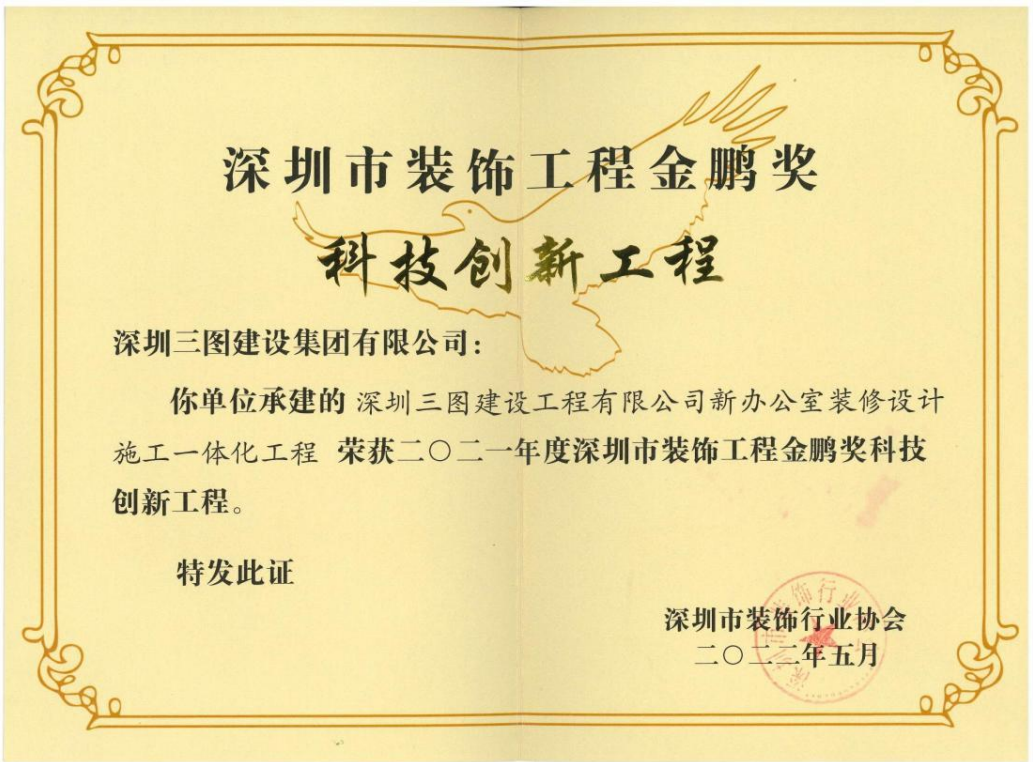 深圳市装饰工程金鹏奖
科技创新工程
深圳三图建设集团有限公司：
你单位承建的 深圳三图建设工程有限公司新办公室装修设计
施工一体化工程 荣获二〇二一年度深圳市装饰工程金鹏奖科技
创新工程。
特发此证
深圳市装饰行业协会
二〇二二年五月